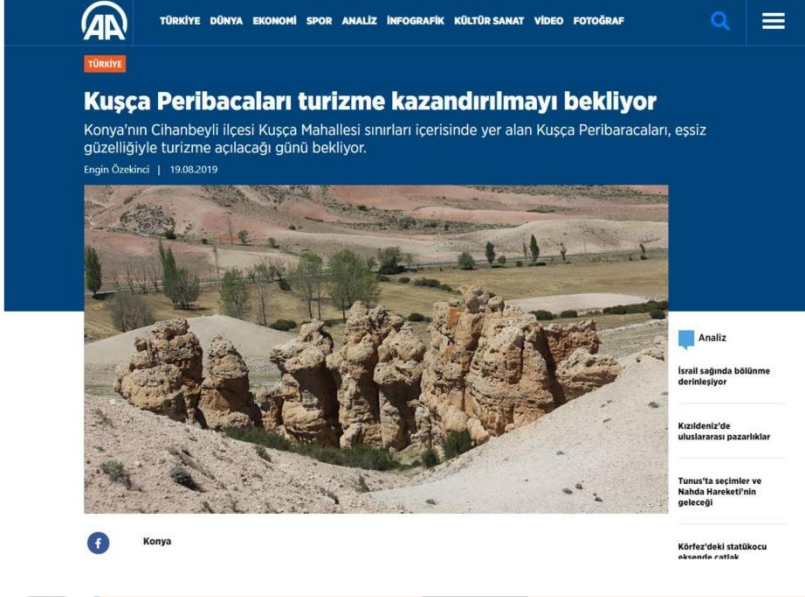 AA
TÜRKİYE DÜNYA EKONOMİ SPOR ANALİZ İNFOGRAFİK KÜLTÜR SANAT VİDEO FOTOĞRAF
TÜRKİYE
Kuşça Peribacaları turizme kazandırılmayı bekliyor
Konya'nın Cihanbeyli ilçesi Kuşça Mahallesi sınırları içerisinde yer alan Kuşça Peribaracaları, eşsiz
güzelliğiyle turizme açılacağı günü bekliyor.
Engin Özekinci | 19.08.2019
Analiz
İsrail sağında bölünme
derinleşiyor
Kızıldeniz'de
uluslararası pazarlıklar
Tunus'ta seçimler ve
Nahda Hareketi'nin
geleceği
Körfez'deki statükocu
eksende çatlak
f
Konya